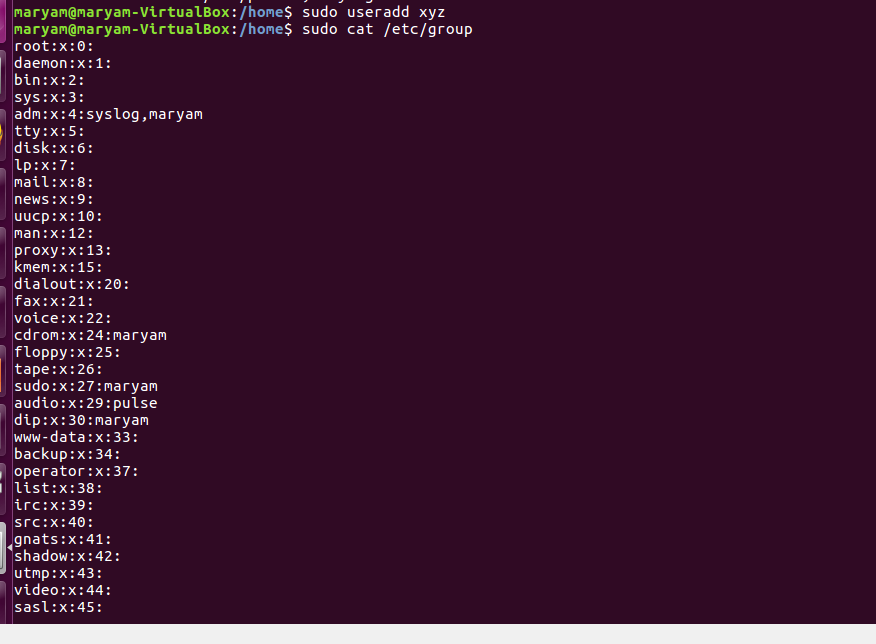 maryam@maryam-VirtualBox:/home$ sudo useradd xyz
maryam@maryam-VirtualBox:/home$ sudo cat /etc/group
root:x:0:
daemon:x:1:
bin:x:2:
sys:x:3:
adm:x:4:syslog,maryam
tty:x:5:
disk:x:6:
lp:x:7:
mail:x:8:
news:x:9:
uucp:x:10:
man:x:12:
proxy:x:13:
kmem:x:15:
dialout:x:20:
fax:x:21:
voice:x:22:
cdrom:x:24:maryam
floppy:x:25:
tape:x:26:
sudo:x:27:maryam
audio:x:29:pulse
dip:x:30:maryam
www-data:x:33:
backup:x:34:
operator:x:37:
list:x:38:
irc:x:39:
src:x:40:
gnats:x:41:
shadow:x:42:
utmp:x:43:
video:x:44:
sasl:x:45: